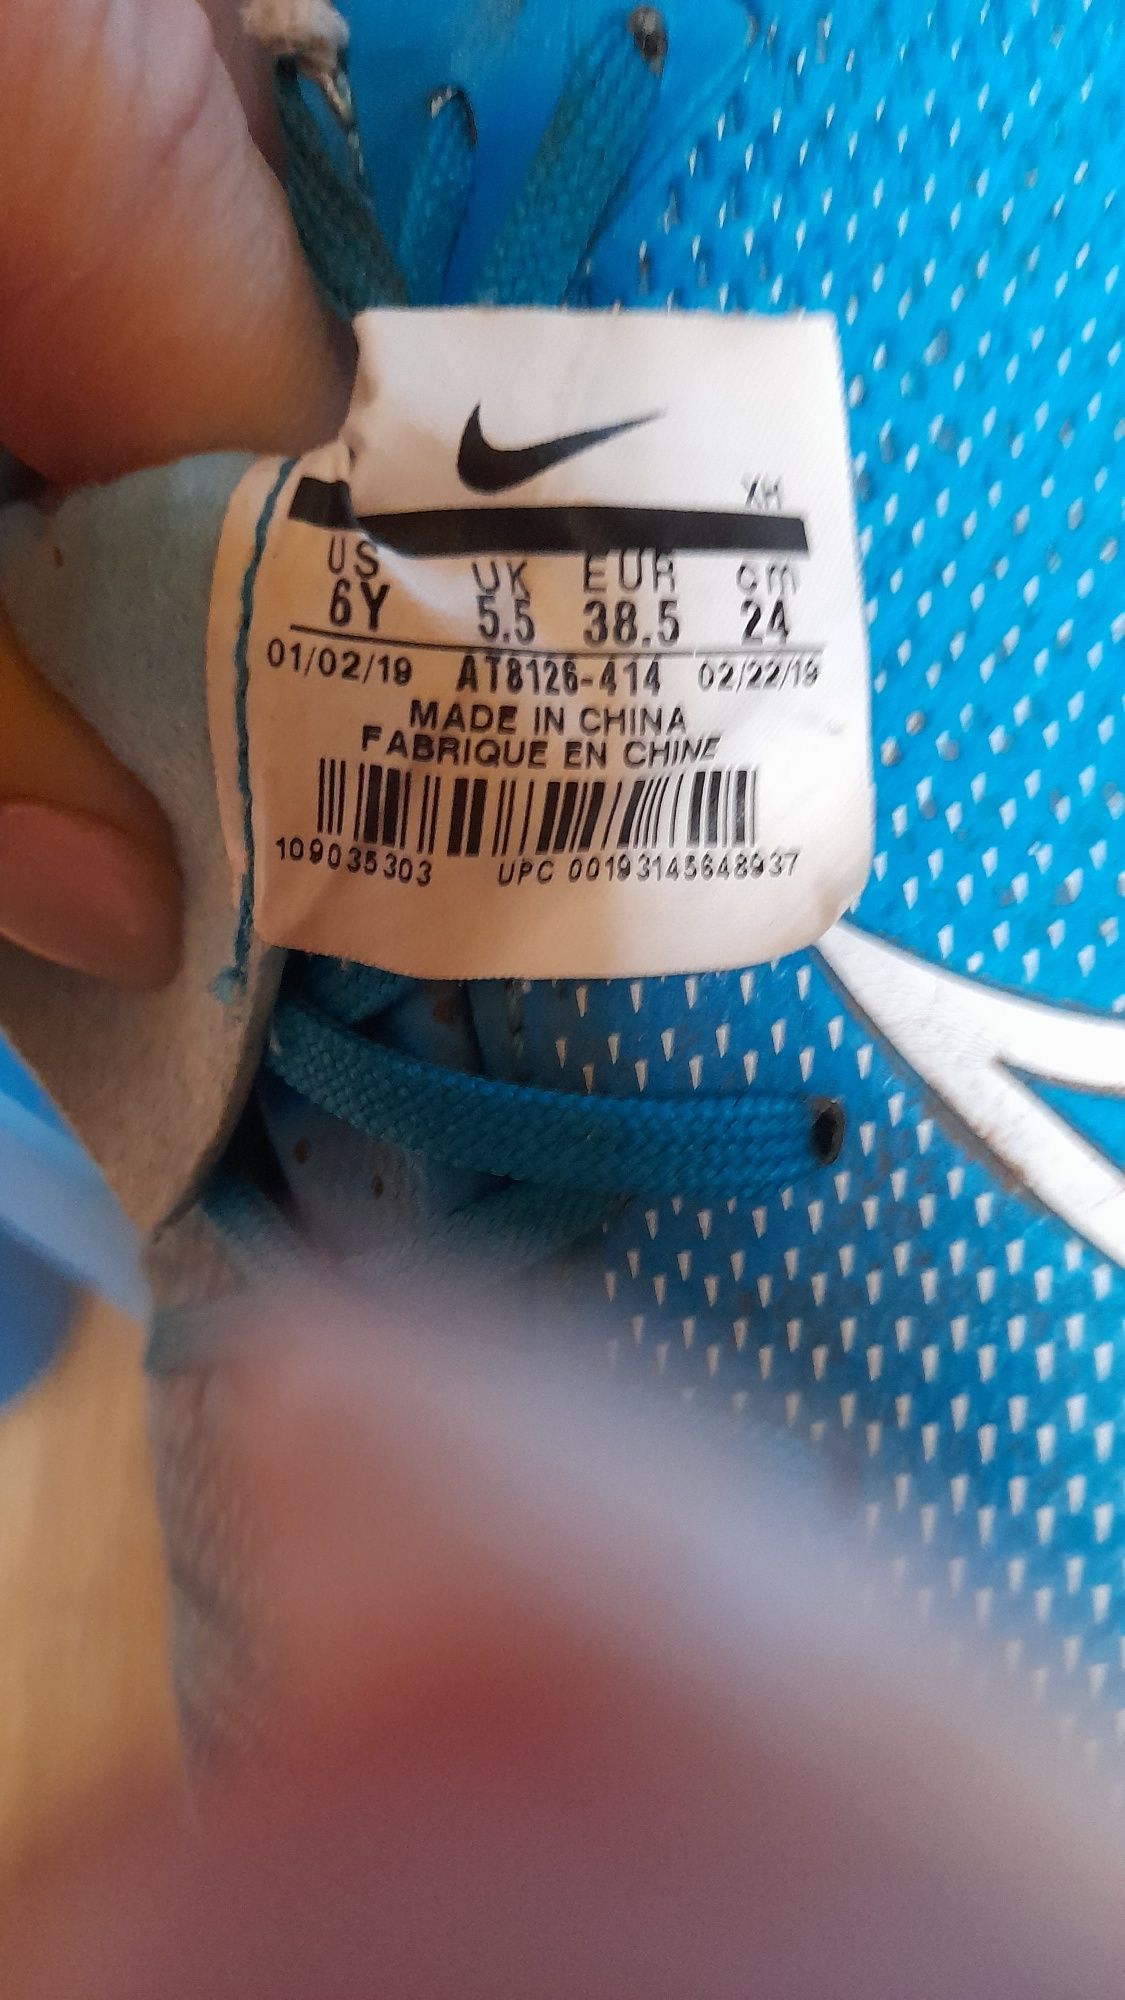 XH
US UK EUR cm
6Y 5.5 38.5 24
01/02/19 AT8126-414 02/22/19
MADE IN CHINA
FABRIQUE EN CHINE
109035303 UPC 00193145648937